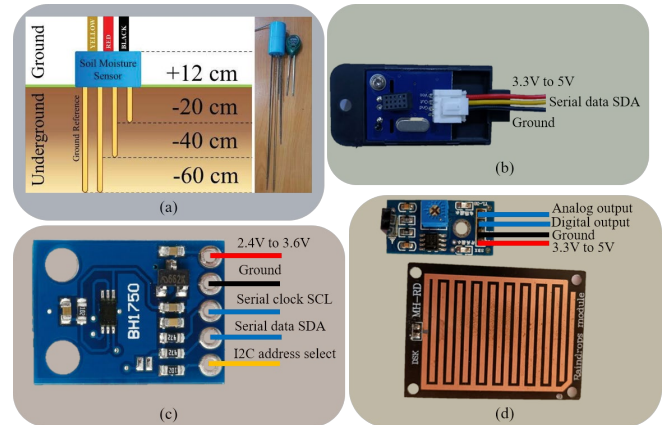 Ground
Underground
YELLOW
RED
BLACK
Soil Moisture
Sensor
Ground Reference
+12 cm
-20 cm
-40 cm
-60 cm
(a)
3.3V to 5V
Serial data SDA
Ground
(b)
BH1750
2.4V to 3.6V
Ground
Serial clock SCL
Serial data SDA
I2C address select
(c)
Analog output
Digital output
Ground
3.3V to 5V
MH-RD
Raindrops module
(d)